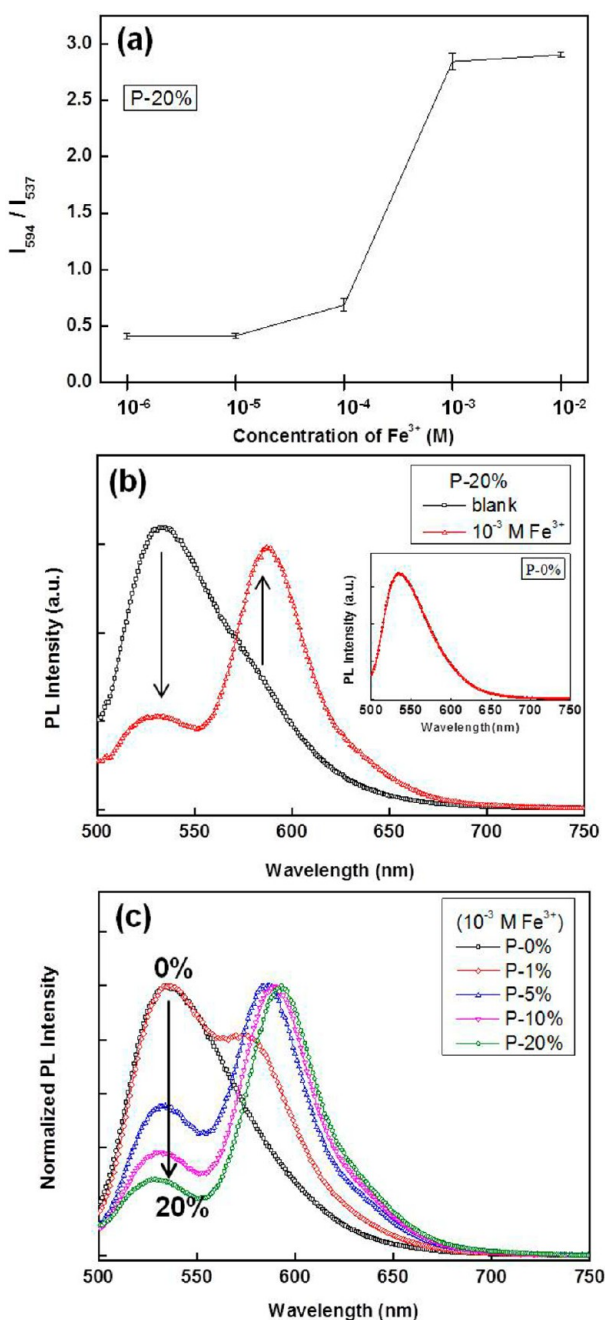 (a)
3.0
P-20%
2.5
2.0
I594 / I537
1.5
1.0
0.5
0.0
10-6 10-5 10-4 10-3 10-2
Concentration of Fe3+ (M)
(b)
P-20%
blank
10-3 M Fe3+
P-0%
PL Intensity (a.u.)
500 550 600 650 700 750
Wavelength(nm)
PL Intensity (a.u.)
500 550 600 650 700 750
Wavelength (nm)
(c)
(10-3 M Fe3+)
P-0%
P-1%
P-5%
P-10%
P-20%
0%
20%
Normalized PL Intensity
500 550 600 650 700 750
Wavelength (nm)